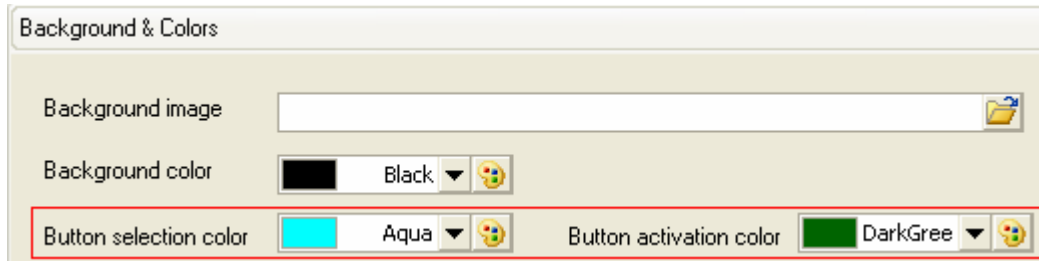 Background & Colors
Background image
Background color Black
Button selection color Aqua Button activation color DarkGree